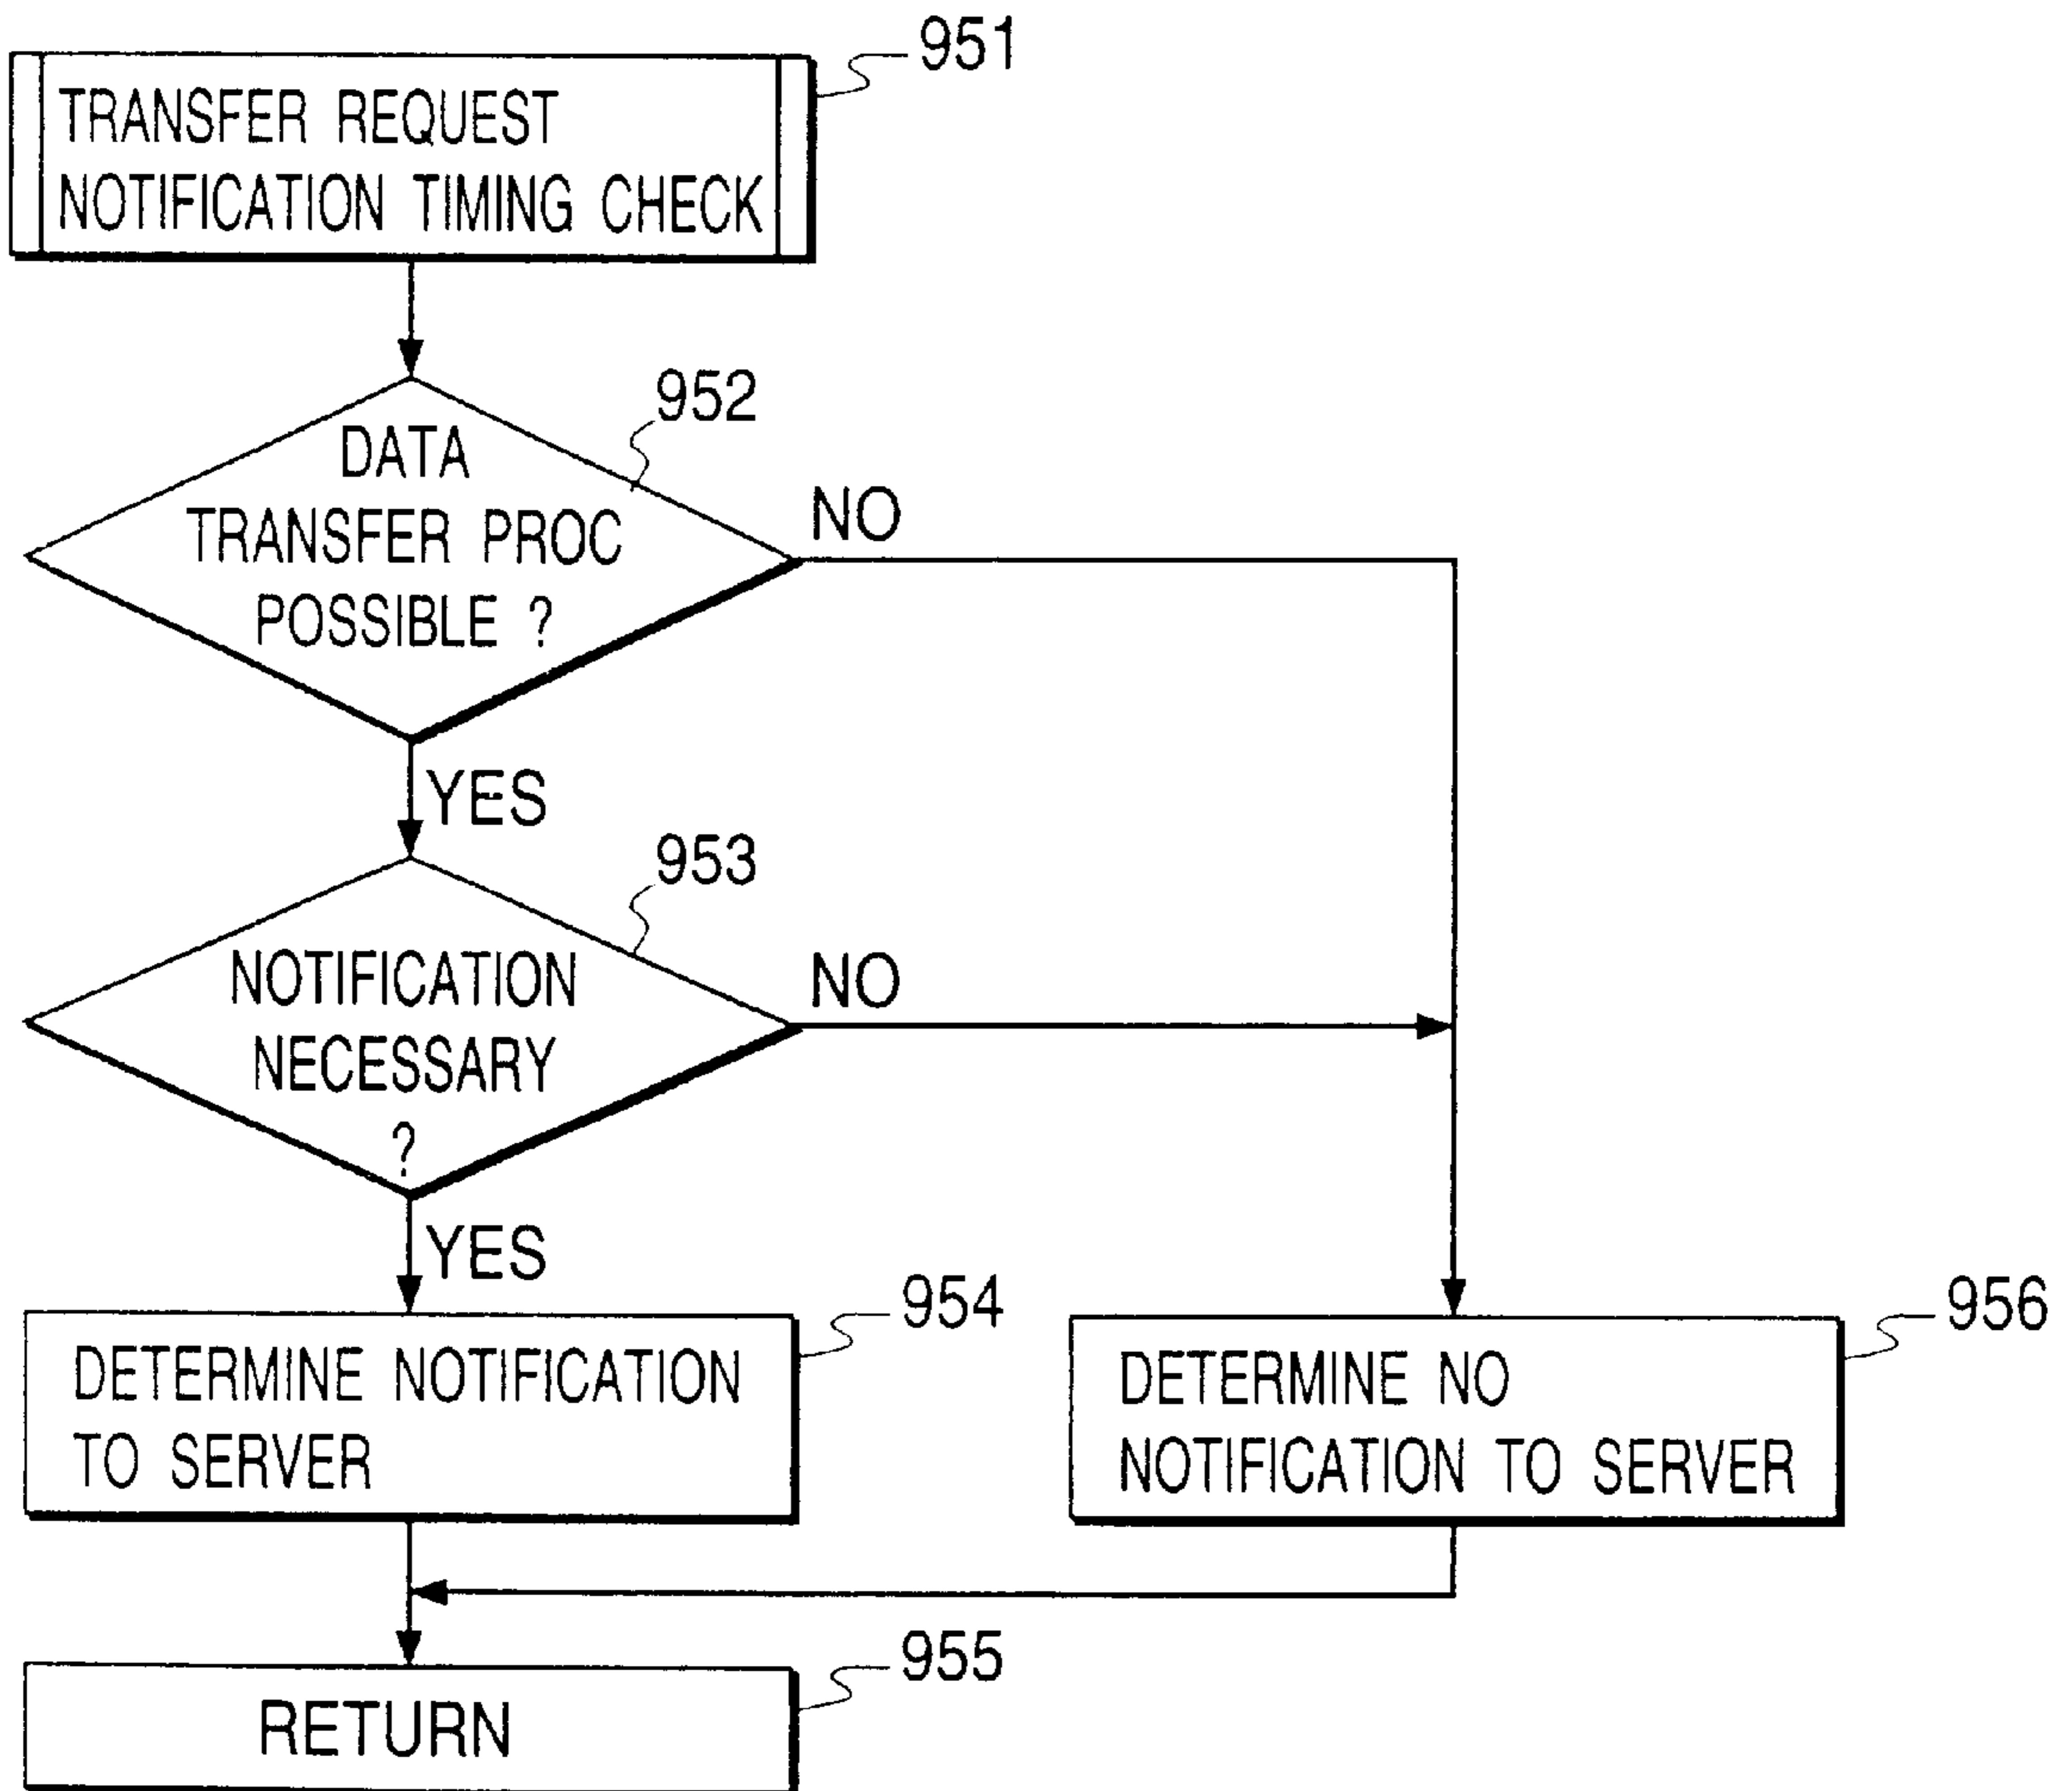 951
TRANSFER REQUEST
NOTIFICATION TIMING CHECK
952
DATA
TRANSFER PROC
POSSIBLE ?
NO
YES
953
NOTIFICATION
NECESSARY
?
NO
YES
954
DETERMINE NOTIFICATION
TO SERVER
956
DETERMINE NO
NOTIFICATION TO SERVER
955
RETURN